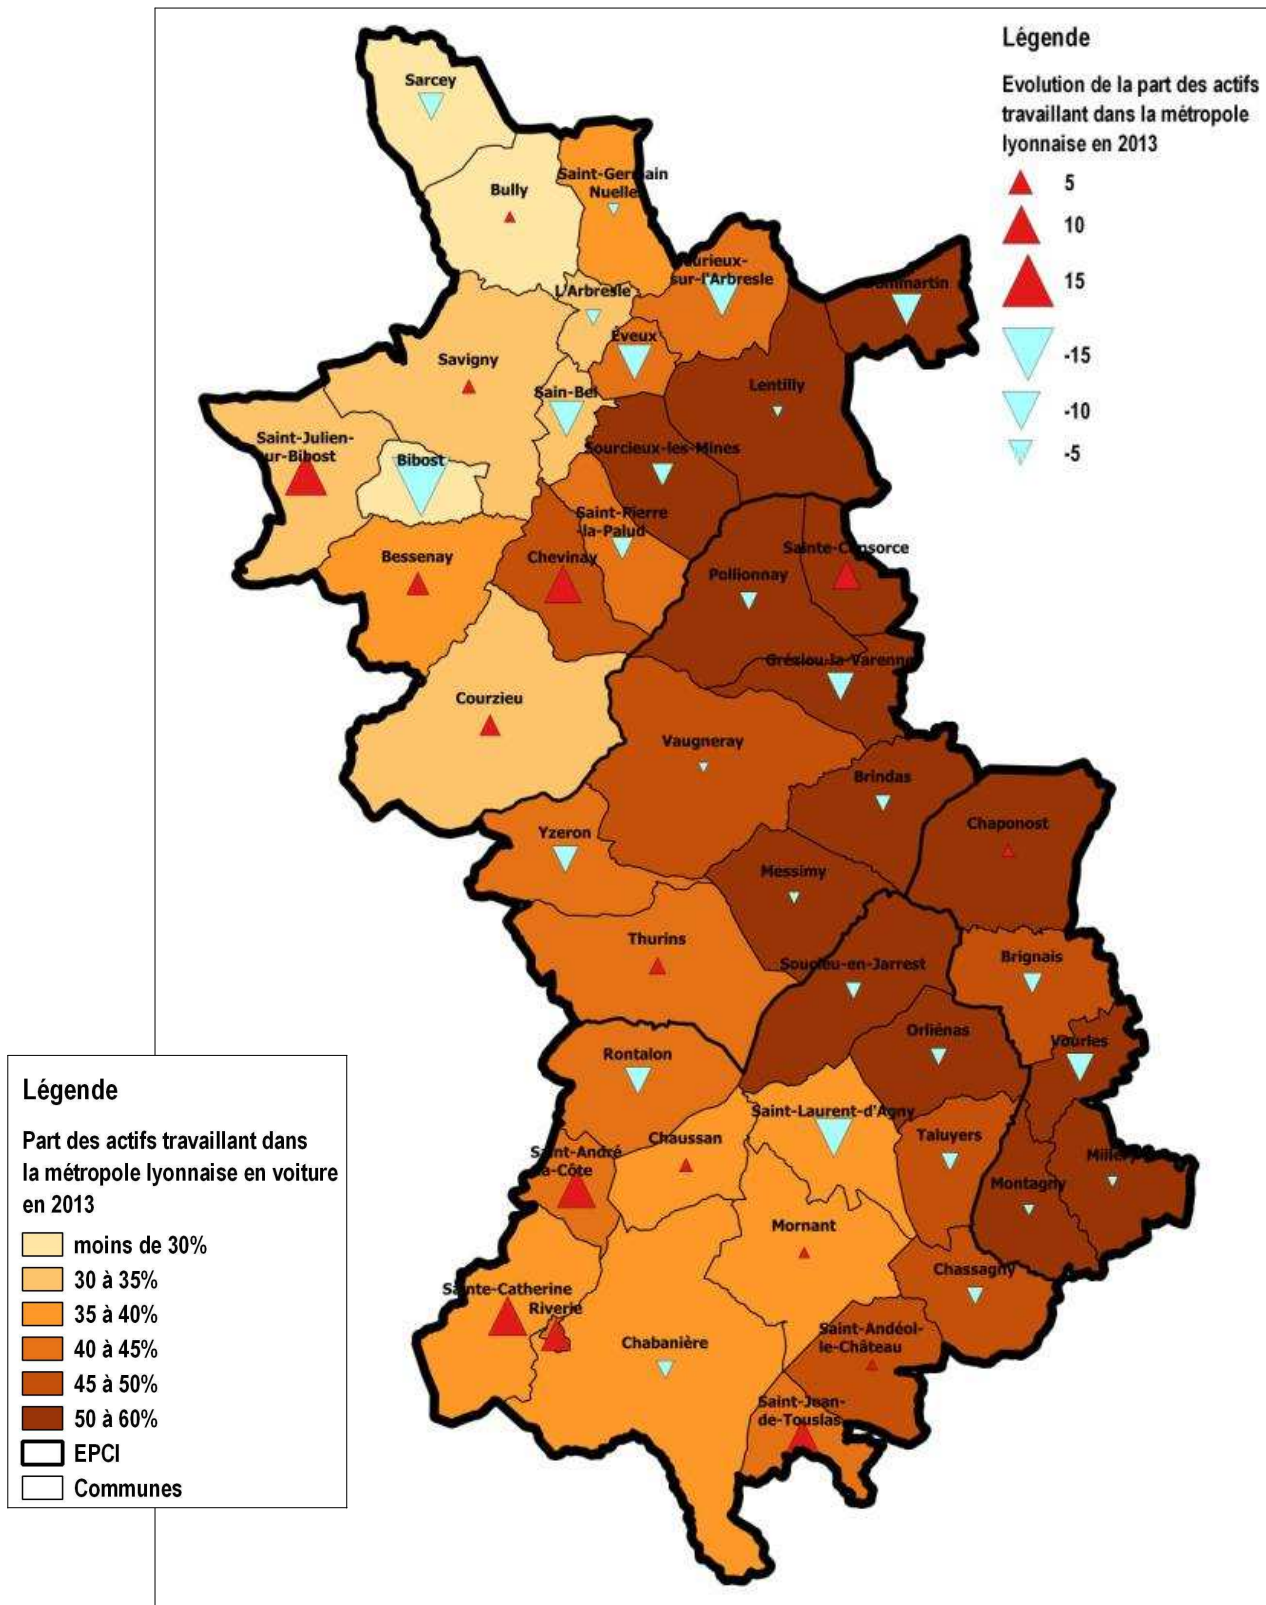 Légende
Evolution de la part des actifs
travaillant dans la métropole
lyonnaise en 2013
5
10
15
-15
-10
-5
Sarcey
Bully
Saint-Germain
Nuelle
sur-l'Arbresle
L'Arbresle
Éveux
Savigny
Lentilly
Sain-Bel
Saint-Julien-
ur-Bibost
Bibost
Sourcieux-les-Mines
Saint-Pierre
-la-Palud
Bessenay
Chevinay
Sainte-Consorce
Pollionnay
Grézieu-la-Varenne
Courzieu
Vaugneray
Brindas
Yzeron
Chaponost
Messimy
Thurins
Soucieu-en-Jarrest
Brignais
Orliénas
Vourles
Rontalon
Saint-Laurent-d'Agny
Chaussan
Taluyers
Saint-André
la-Côte
Millery
Montagny
Mornant
Chassagny
Sainte-Catherine
Riverie
Chabanière
Saint-Andéol-
le-Château
Saint-Jean-
de-Touslas
Légende
Part des actifs travaillant dans
la métropole lyonnaise en voiture
en 2013
moins de 30%
30 à 35%
35 à 40%
40 à 45%
45 à 50%
50 à 60%
EPCI
Communes